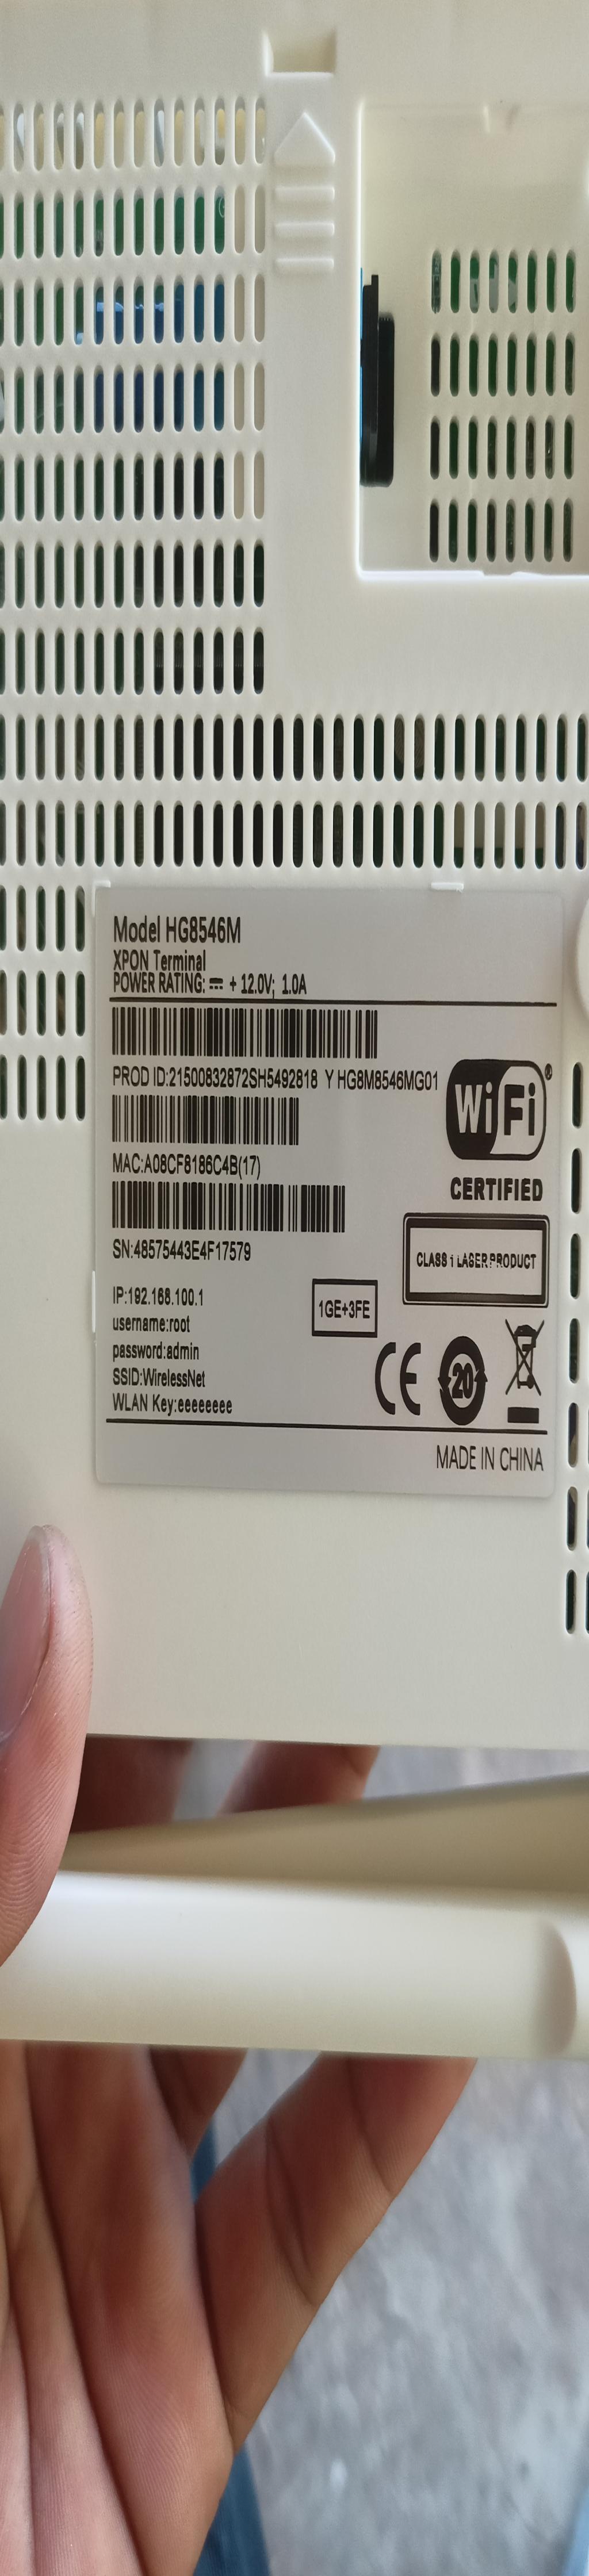 Model HG8546M
XPON Terminal
POWER RATING: ⎓ + 12.0V; 1.0A
PROD ID:21500832872SH5492818 Y HG8M8546MG01
MAC:A08CF8186C4B(17)
SN:48575443E4F17579
WiFi®
CERTIFIED
CLASS 1 LASER PRODUCT
IP:192.168.100.1
username:root
password:admin
SSID:WirelessNet
WLAN Key:eeeeeeee
1GE+3FE
CE
20
MADE IN CHINA